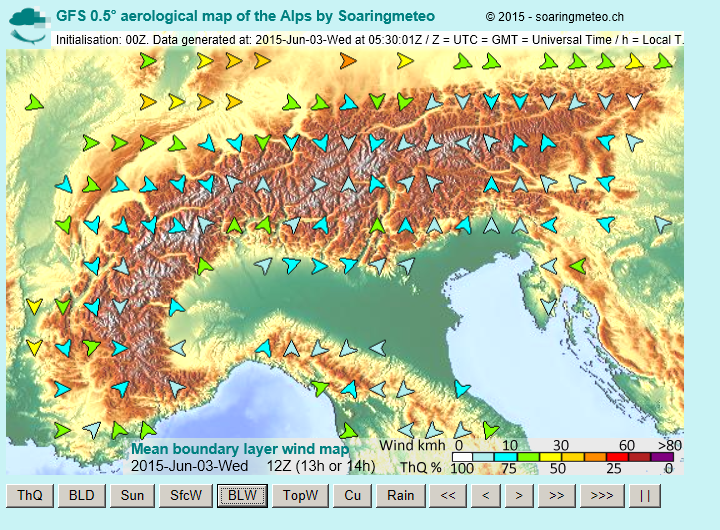 GFS 0.5° aerological map of the Alps by Soaringmeteo
© 2015 - soaringmeteo.ch
Initialisation: 00Z. Data generated at: 2015-Jun-03-Wed at 05:30:01Z / Z = UTC = GMT = Universal Time / h = Local T.
Mean boundary layer wind map
2015-Jun-03-Wed 12Z (13h or 14h)
Wind kmh 0 10 30 60 >80
ThQ % 100 75 50 25 0
ThQ BLD Sun SfcW BLW TopW Cu Rain << < > >> >>> ||